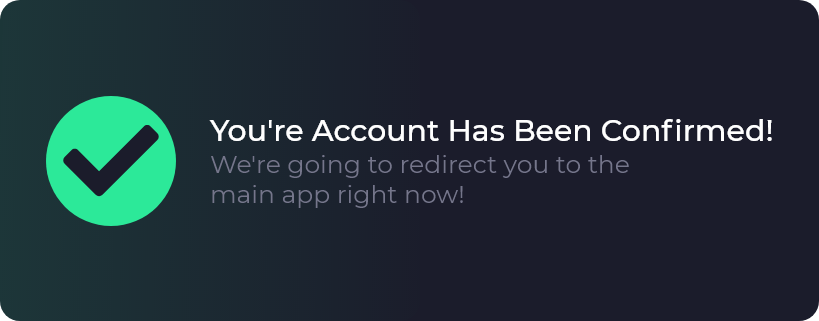 You're Account Has Been Confirmed!
We're going to redirect you to the
main app right now!